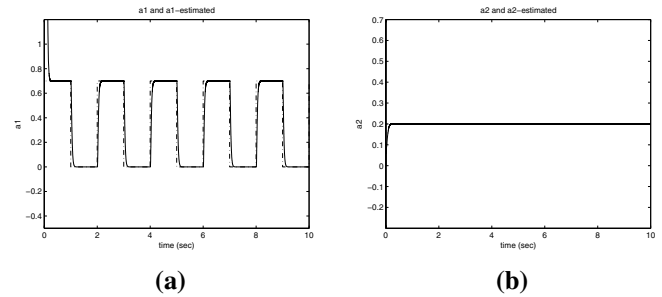 a1 and a1-estimated
1
0.8
0.6
0.4
0.2
0
−0.2
−0.4
a1
0 2 4 6 8 10
time (sec)
(a)
a2 and a2-estimated
0.7
0.6
0.5
0.4
0.3
0.2
0.1
0
−0.1
−0.2
a2
0 2 4 6 8 10
time (sec)
(b)